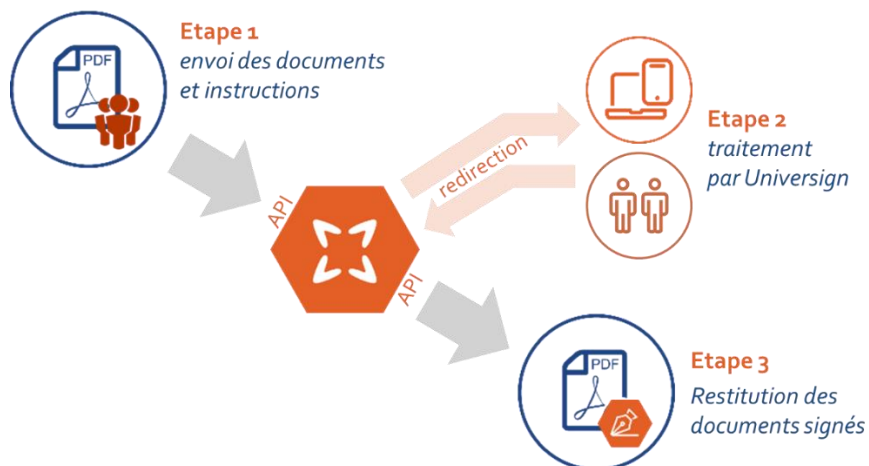 PDF
Etape 1
envoi des documents
et instructions
API
redirection
Etape 2
traitement
par Universign
API
PDF
Etape 3
Restitution des
documents signés